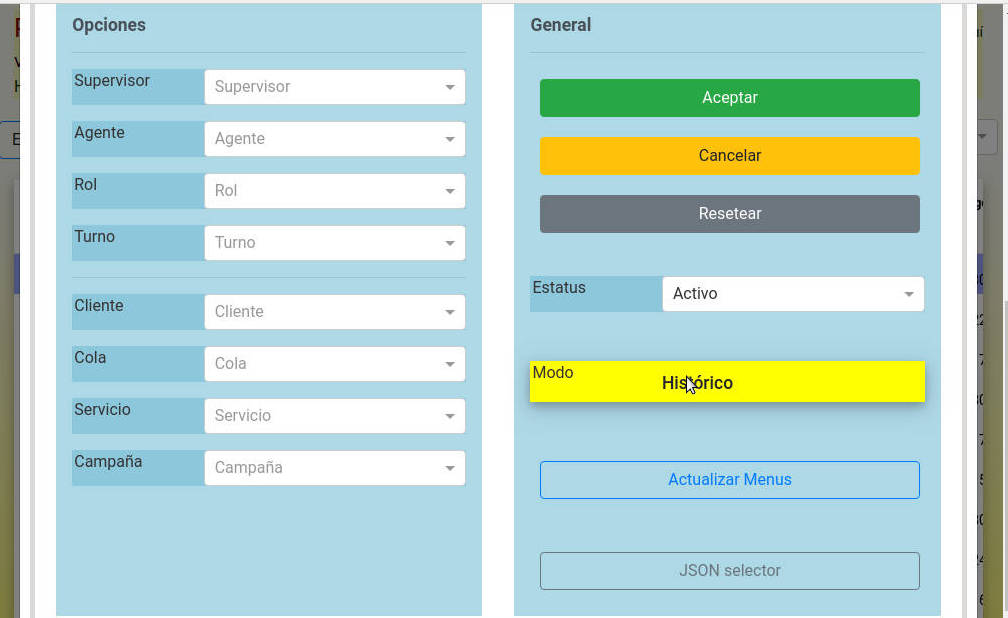 Opciones
Supervisor
Supervisor
Agente
Agente
Rol
Rol
Turno
Turno
Cliente
Cliente
Cola
Cola
Servicio
Servicio
Campaña
Campaña
General
Aceptar
Cancelar
Resetear
Estatus
Activo
Modo
Histórico
Actualizar Menus
JSON selector